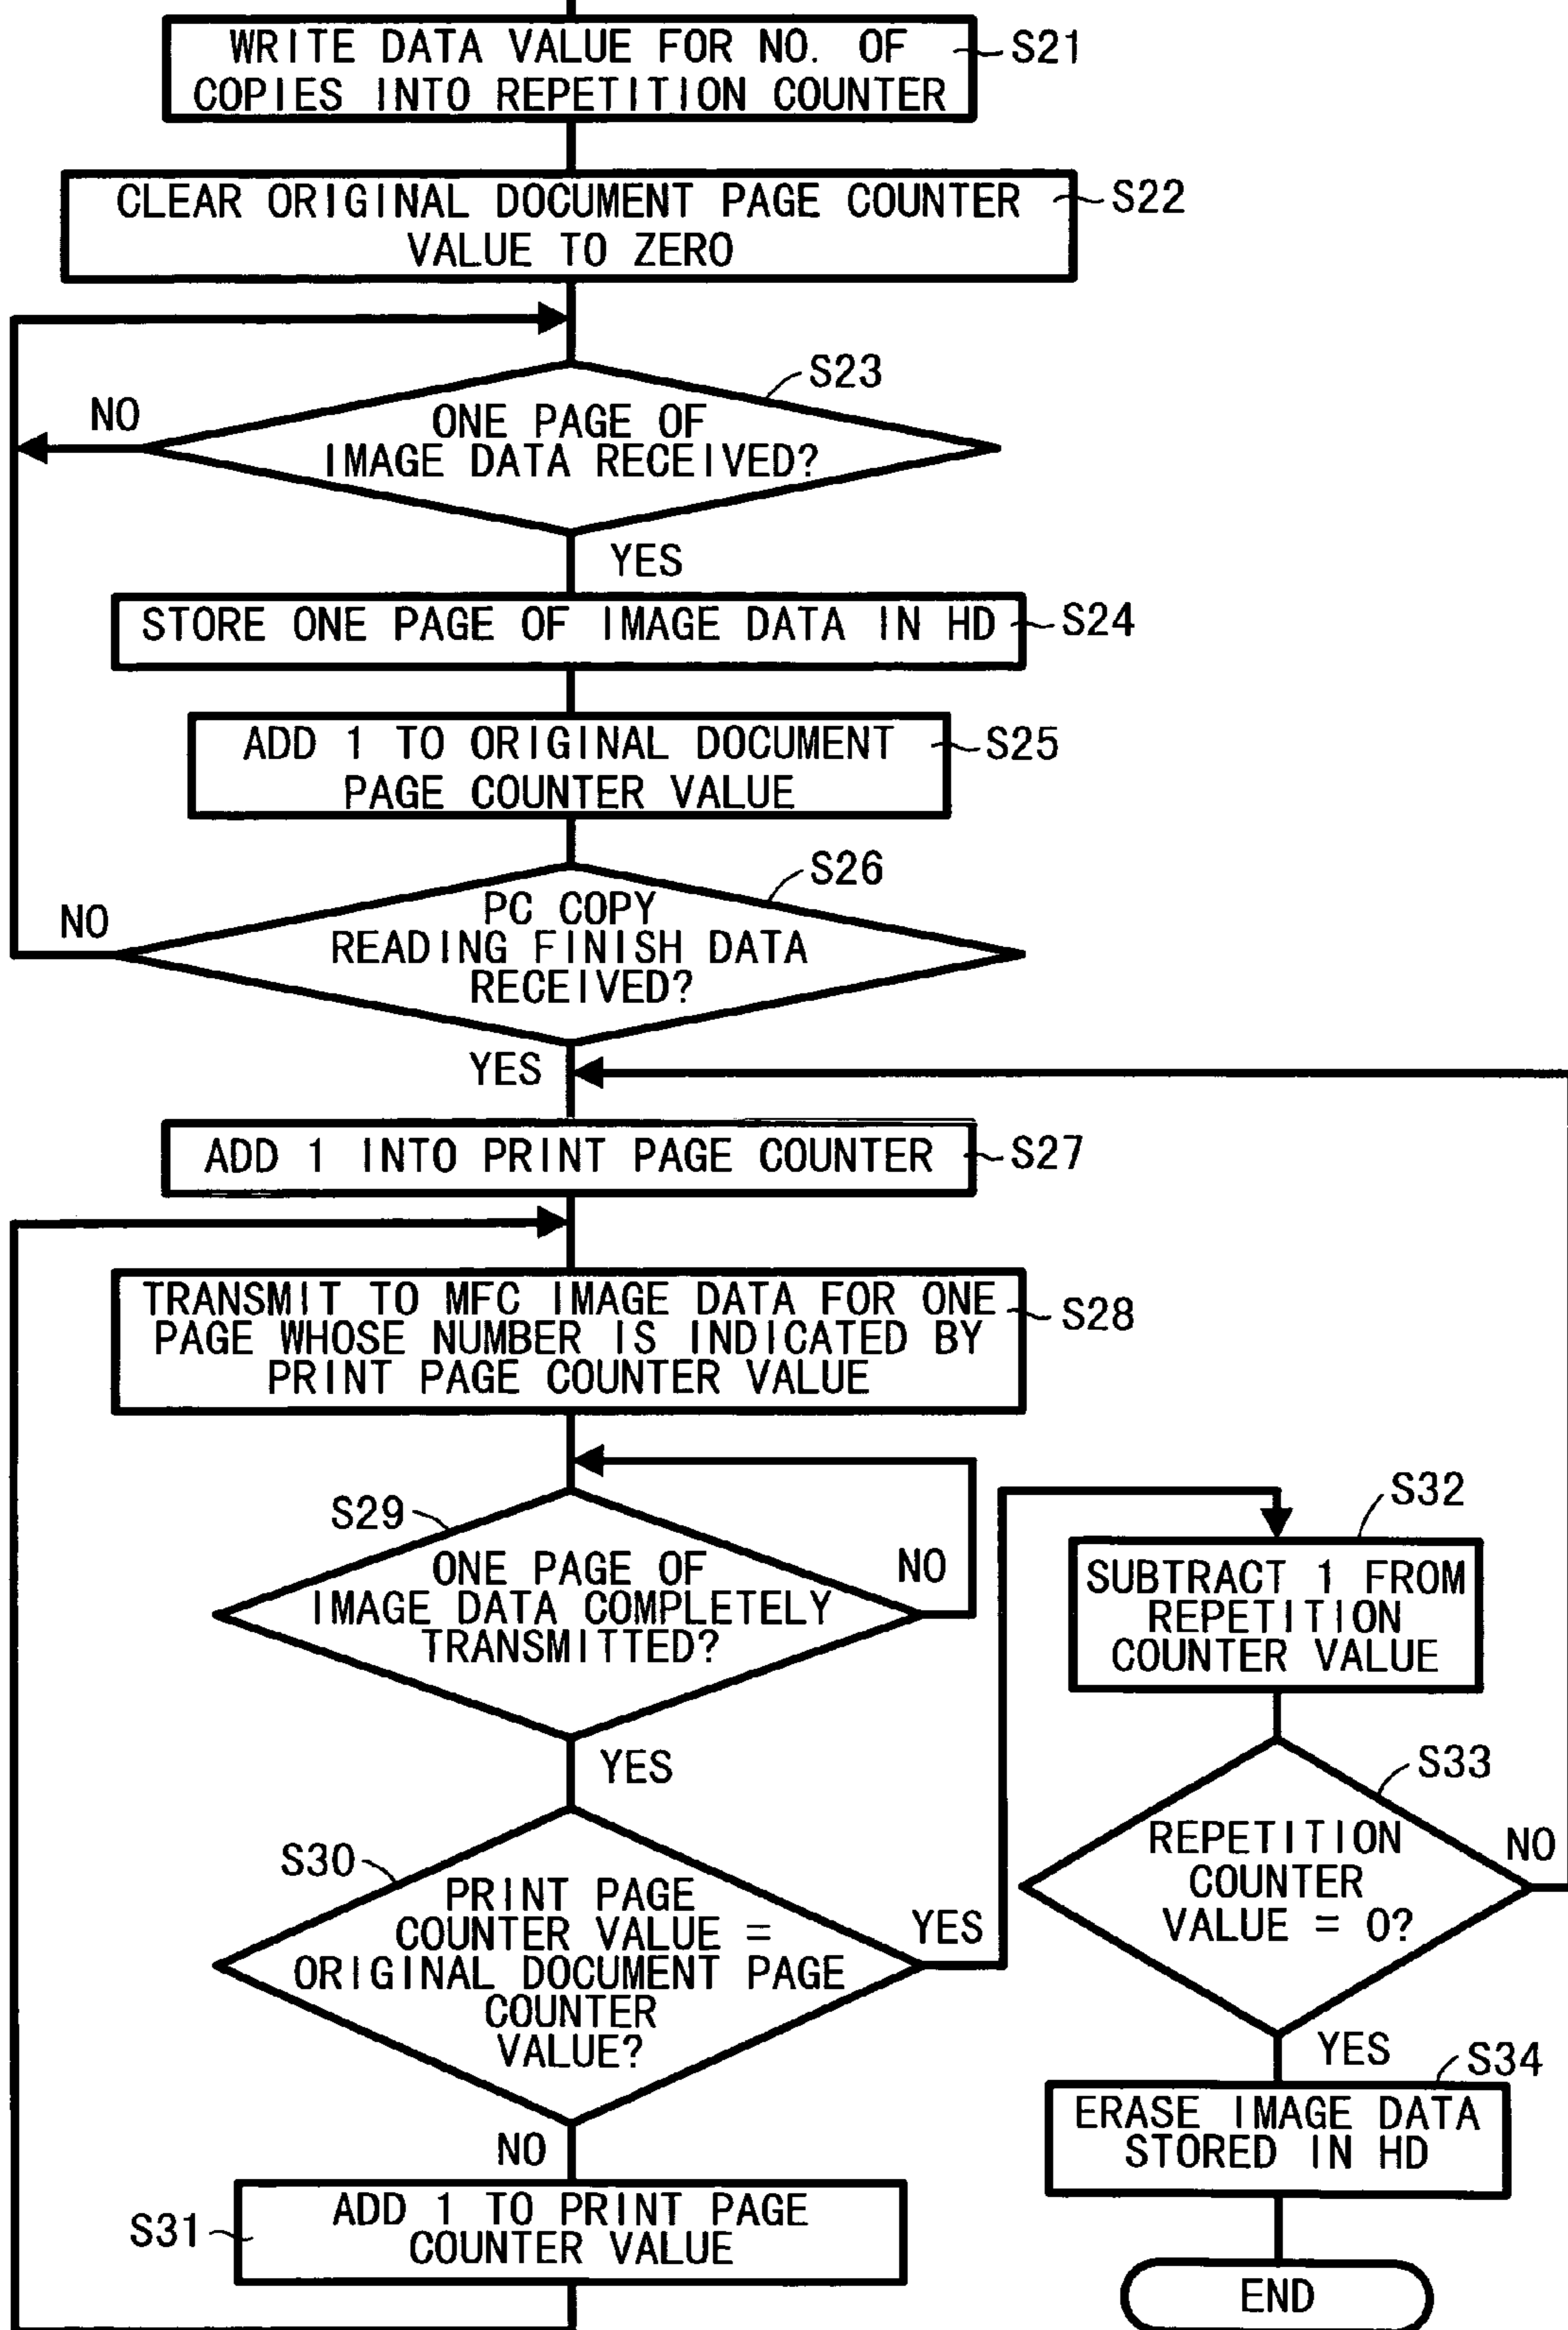 WRITE DATA VALUE FOR NO. OF
COPIES INTO REPETITION COUNTER
S21
CLEAR ORIGINAL DOCUMENT PAGE COUNTER
VALUE TO ZERO
S22
S23
ONE PAGE OF
IMAGE DATA RECEIVED?
NO
YES
STORE ONE PAGE OF IMAGE DATA IN HD
S24
ADD 1 TO ORIGINAL DOCUMENT
PAGE COUNTER VALUE
S25
S26
PC COPY
READING FINISH DATA
RECEIVED?
NO
YES
ADD 1 INTO PRINT PAGE COUNTER
S27
TRANSMIT TO MFC IMAGE DATA FOR ONE
PAGE WHOSE NUMBER IS INDICATED BY
PRINT PAGE COUNTER VALUE
S28
S29
ONE PAGE OF
IMAGE DATA COMPLETELY
TRANSMITTED?
NO
YES
S30
PRINT PAGE
COUNTER VALUE =
ORIGINAL DOCUMENT PAGE
COUNTER
VALUE?
YES
NO
S31
ADD 1 TO PRINT PAGE
COUNTER VALUE
S32
SUBTRACT 1 FROM
REPETITION
COUNTER VALUE
S33
REPETITION
COUNTER
VALUE = 0?
NO
YES
S34
ERASE IMAGE DATA
STORED IN HD
END